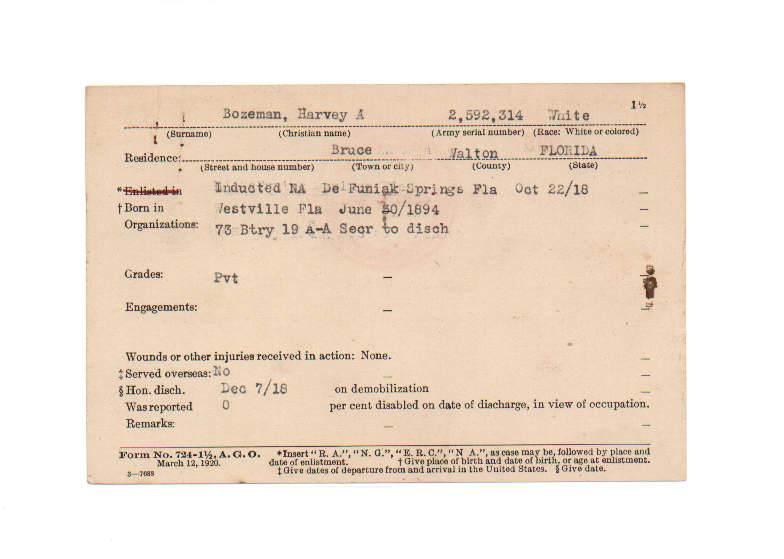 1½
Bozeman, Harvey A 2,592,314 White
(Surname) (Christian name) (Army serial number) (Race: White or colored)
Residence: Bruce Walton FLORIDA
(Street and house number) (Town or city) (County) (State)
*Enlisted in Inducted NA De Funiak Springs Fla Oct 22/18
†Born in Westville Fla June 30/1894
Organizations: 73 Btry 19 A-A Secr to disch
Grades: Pvt
Engagements:
Wounds or other injuries received in action: None.
‡Served overseas: No
§Hon. disch. Dec 7/18 on demobilization
Was reported 0 per cent disabled on date of discharge, in view of occupation.
Remarks:
Form No. 724-1½, A. G. O. *Insert "R. A.", "N. G.", "E. R. C.", "N A.", as case may be, followed by place and
March 12, 1920. date of enlistment. †Give place of birth and date of birth, or age at enlistment.
3—7688 ‡Give dates of departure from and arrival in the United States. §Give date.